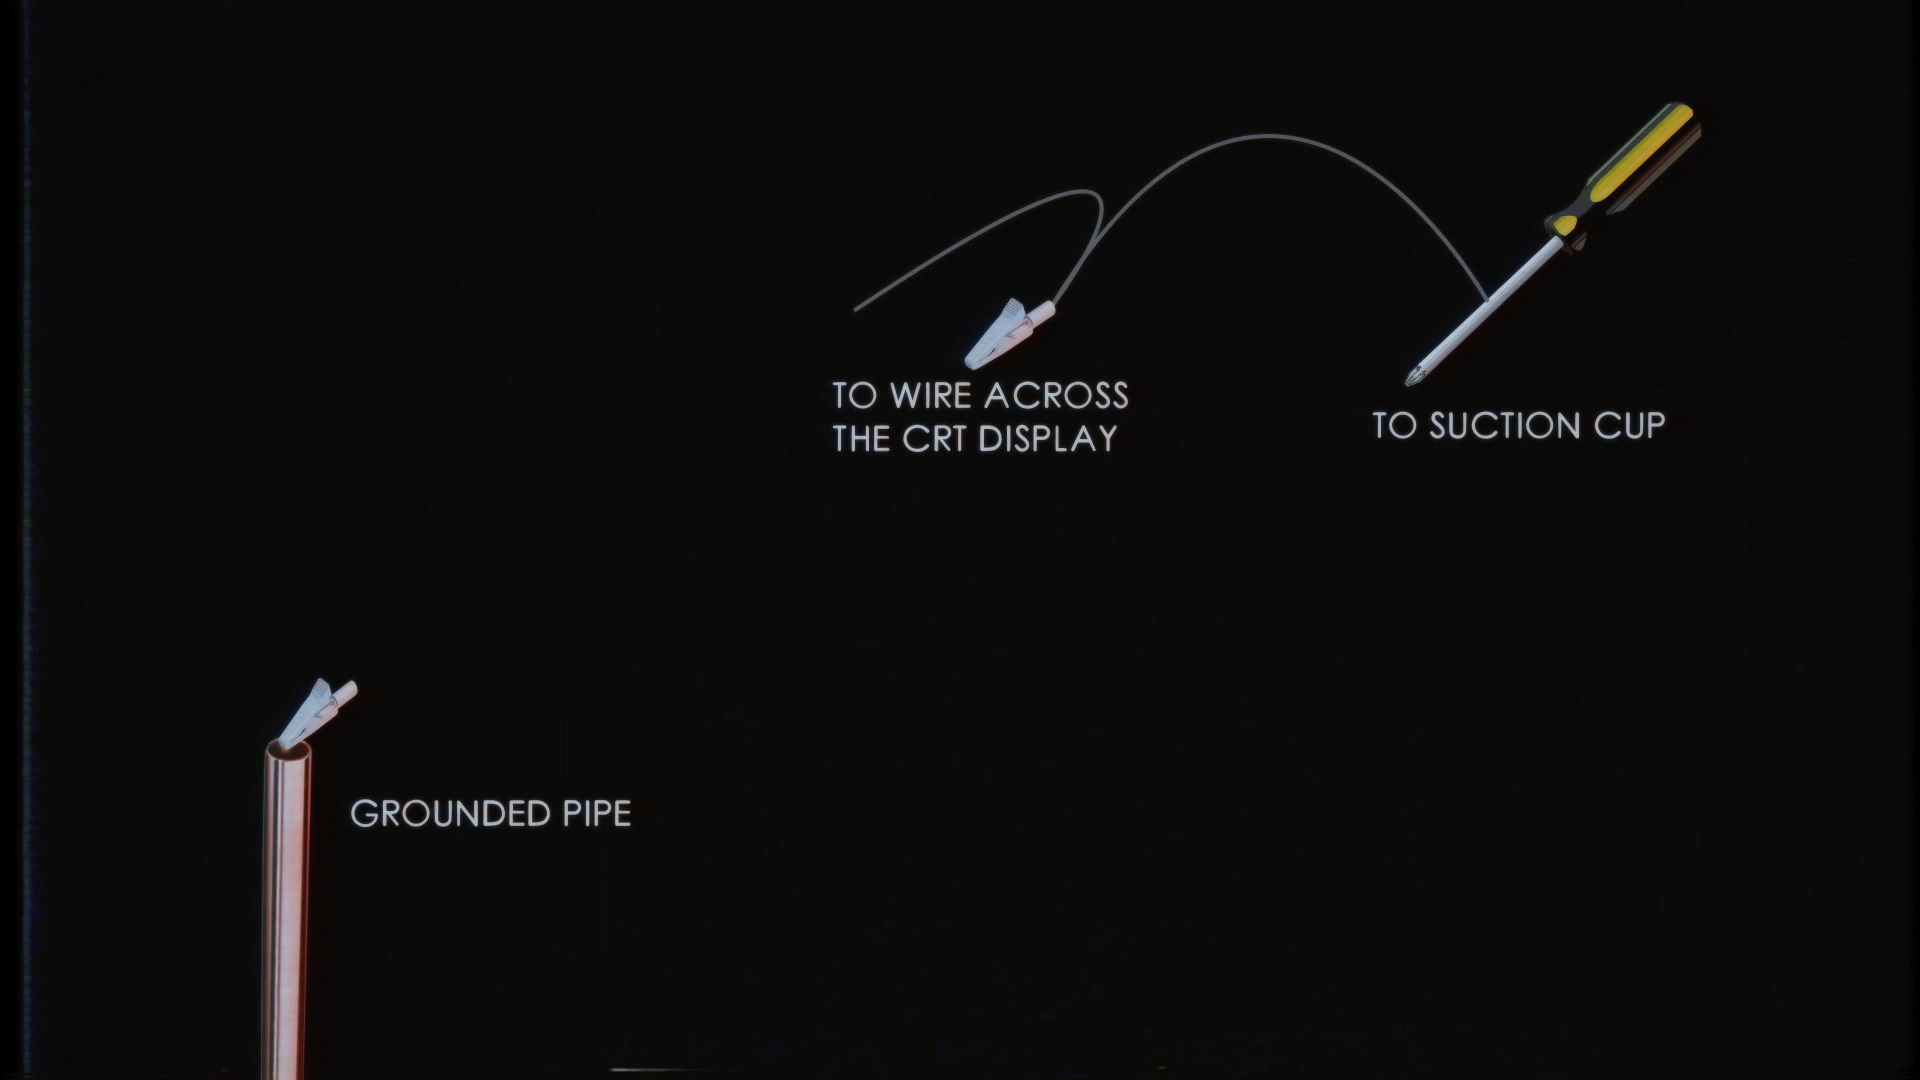 TO WIRE ACROSS
THE CRT DISPLAY
TO SUCTION CUP
GROUNDED PIPE